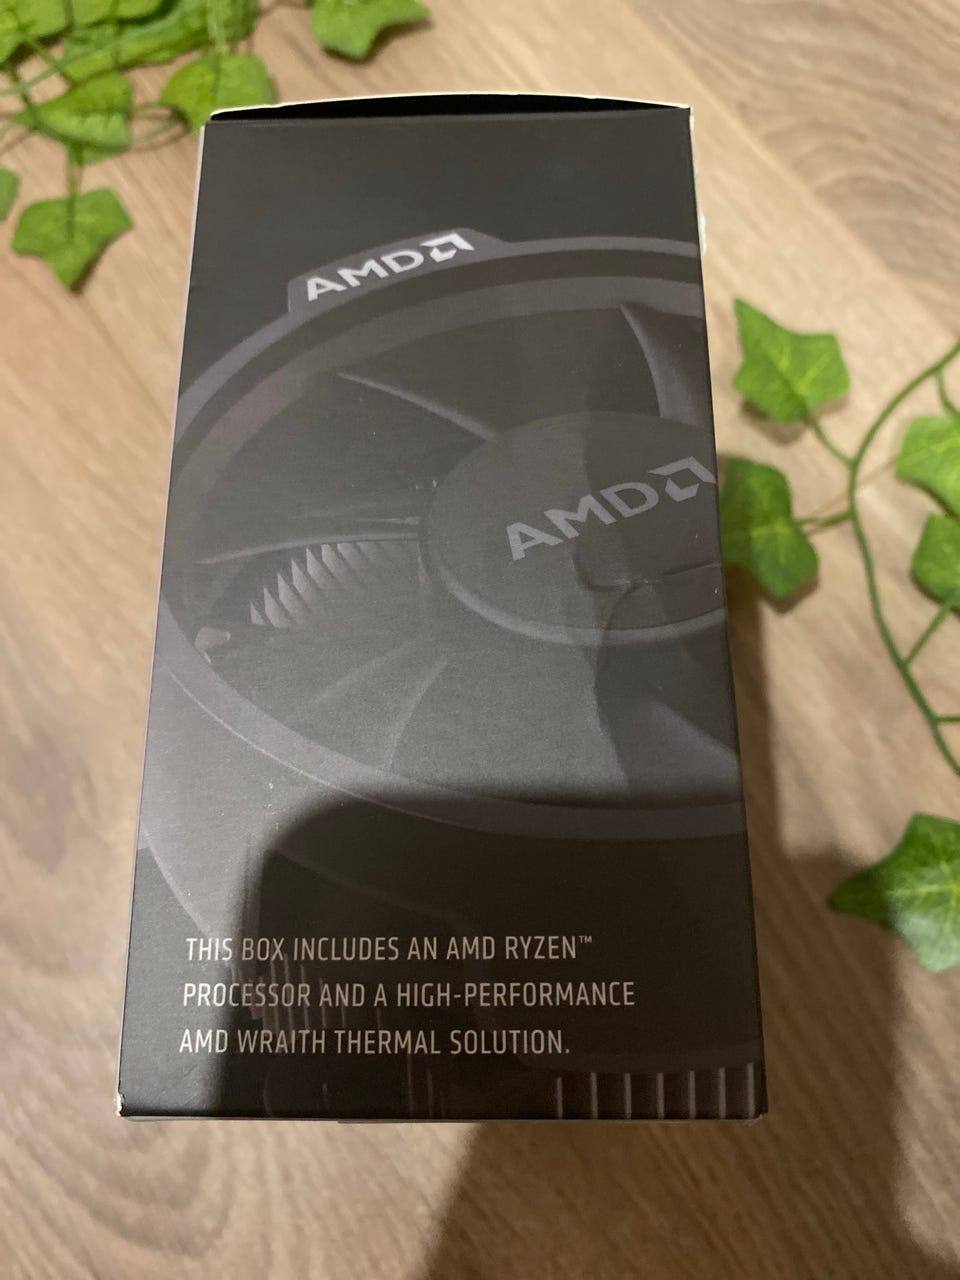 AMD
AMD
THIS BOX INCLUDES AN AMD RYZEN™
PROCESSOR AND A HIGH-PERFORMANCE
AMD WRAITH THERMAL SOLUTION.